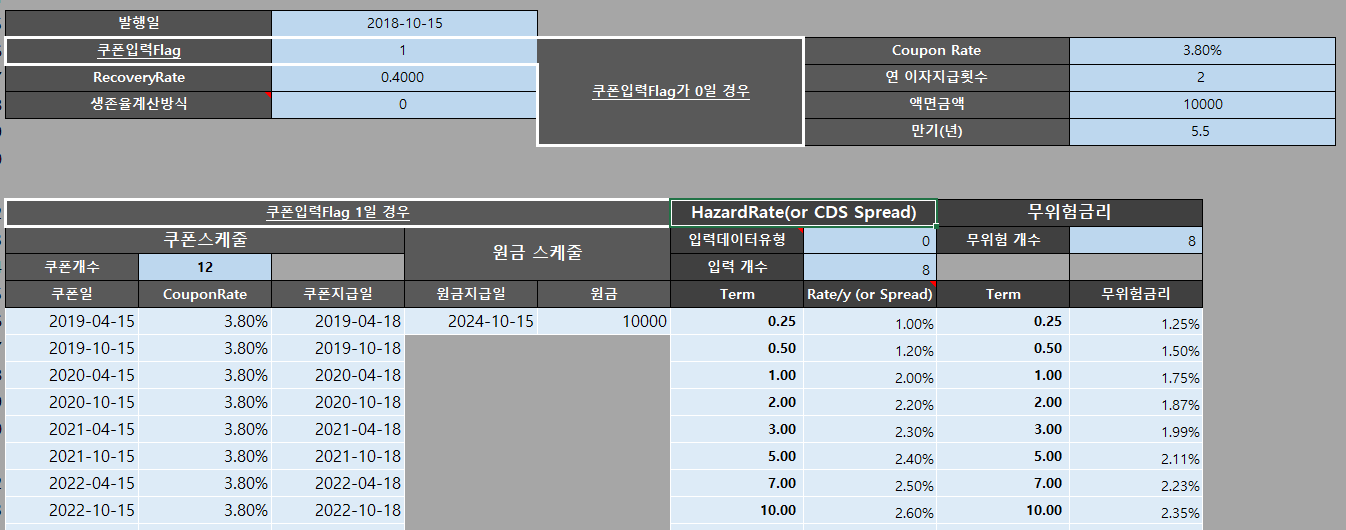 발행일 2018-10-15
쿠폰입력Flag 1 쿠폰입력Flag가 0일 경우 Coupon Rate 3.80%
RecoveryRate 0.4000 연 이자지급횟수 2
생존율계산방식 0 액면금액 10000
만기(년) 5.5
쿠폰입력Flag 1일 경우 HazardRate(or CDS Spread) 무위험금리
쿠폰스케줄 원금 스케줄 입력데이터유형 0 무위험 개수 8
쿠폰개수 12 입력 개수 8
쿠폰일 CouponRate 쿠폰지급일 원금지급일 원금 Term Rate/y (or Spread) Term 무위험금리
2019-04-15 3.80% 2019-04-18 2024-10-15 10000 0.25 1.00% 0.25 1.25%
2019-10-15 3.80% 2019-10-18 0.50 1.20% 0.50 1.50%
2020-04-15 3.80% 2020-04-18 1.00 2.00% 1.00 1.75%
2020-10-15 3.80% 2020-10-18 2.00 2.20% 2.00 1.87%
2021-04-15 3.80% 2021-04-18 3.00 2.30% 3.00 1.99%
2021-10-15 3.80% 2021-10-18 5.00 2.40% 5.00 2.11%
2022-04-15 3.80% 2022-04-18 7.00 2.50% 7.00 2.23%
2022-10-15 3.80% 2022-10-18 10.00 2.60% 10.00 2.35%